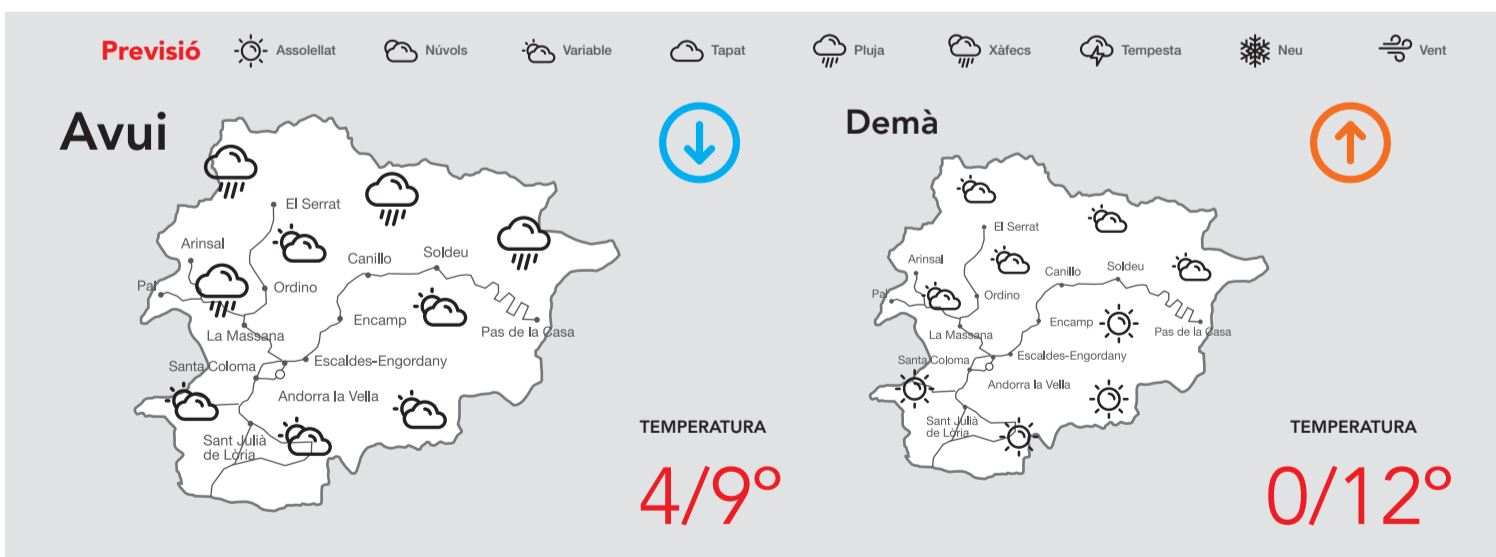 Previsió
Assolellat
Núvols
Variable
Tapat
Pluja
Xàfecs
Tempesta
Neu
Vent
Avui
El Serrat
Arinsal
Soldeu
Canillo
Pal
Ordino
Encamp
La Massana
Pas de la Casa
Escaldes-Engordany
Santa Coloma
Andorra la Vella
Sant Julià
de Lòria
TEMPERATURA
4/9°
Demà
El Serrat
Arinsal
Soldeu
Canillo
Pal
Ordino
Encamp
La Massana
Pas de la Casa
Escaldes-Engordany
Santa Coloma
Andorra la Vella
Sant Julià
de Lòria
TEMPERATURA
0/12°